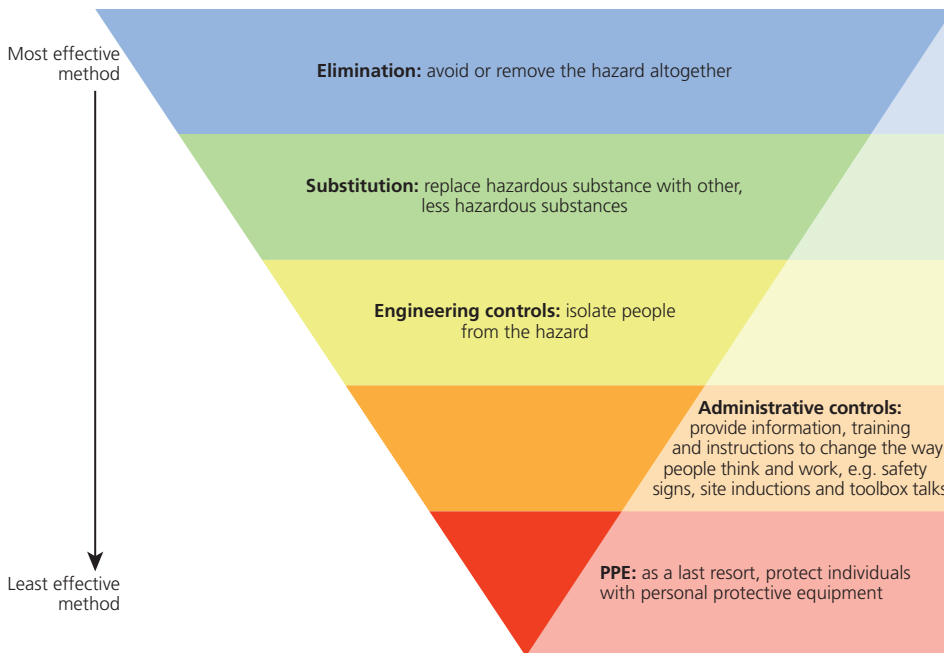 Most effective
method
Elimination: avoid or remove the hazard altogether
Substitution: replace hazardous substance with other,
less hazardous substances
Engineering controls: isolate people
from the hazard
Administrative controls:
provide information, training
and instructions to change the way
people think and work, e.g. safety
signs, site inductions and toolbox talks
PPE: as a last resort, protect individuals
with personal protective equipment
Least effective
method